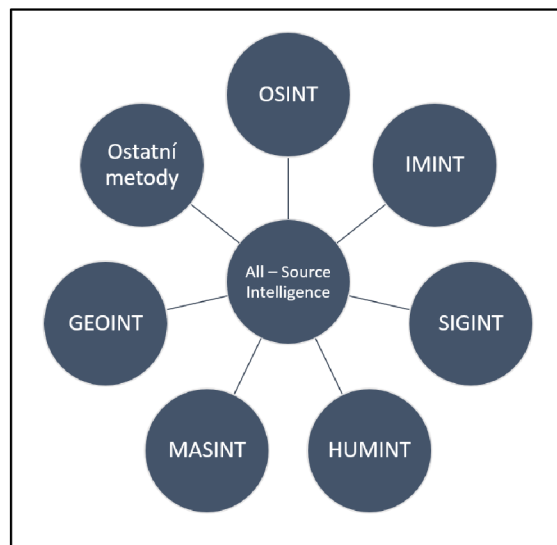 OSINT
Ostatní
metody
IMINT
All – Source
Intelligence
GEOINT
SIGINT
MASINT
HUMINT